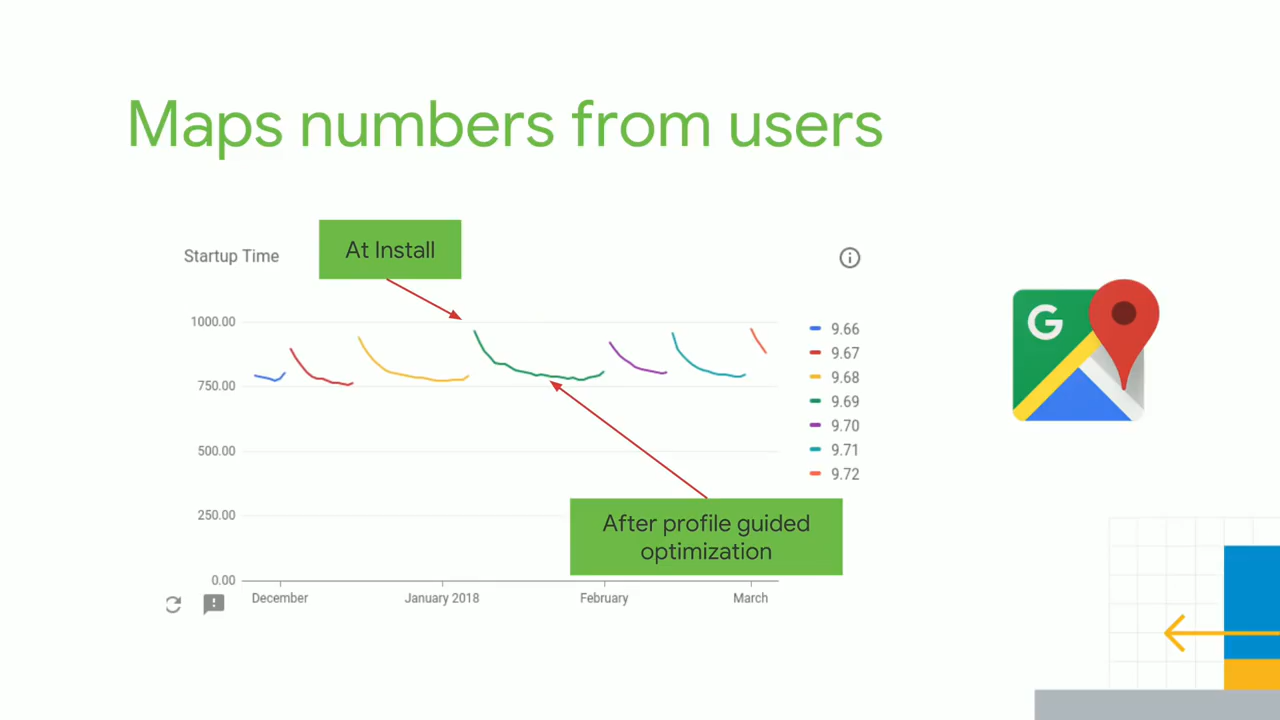 Maps numbers from users
Startup Time
At Install
1000.00
750.00
500.00
250.00
0.00
December
January 2018
February
March
9.66
9.67
9.68
9.69
9.70
9.71
9.72
After profile guided
optimization
G